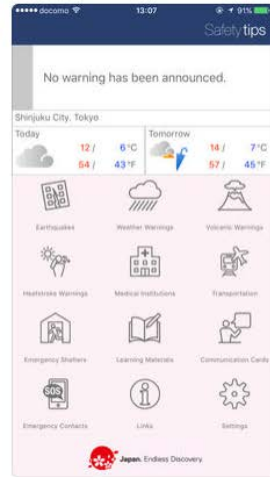 docomo 13:07 91%
Safety tips
No warning has been announced.
Shinjuku City, Tokyo
Today Tomorrow
12 / 6 °C 14 / 7 °C
54 / 43 °F 57 / 45 °F
Earthquakes Weather Warnings Volcanic Warnings
Heatstroke Warnings Medical Institutions Transportation
Emergency Shelters Learning Materials Communication Cards
SOS
Emergency Contacts Links Settings
Japan. Endless Discovery.